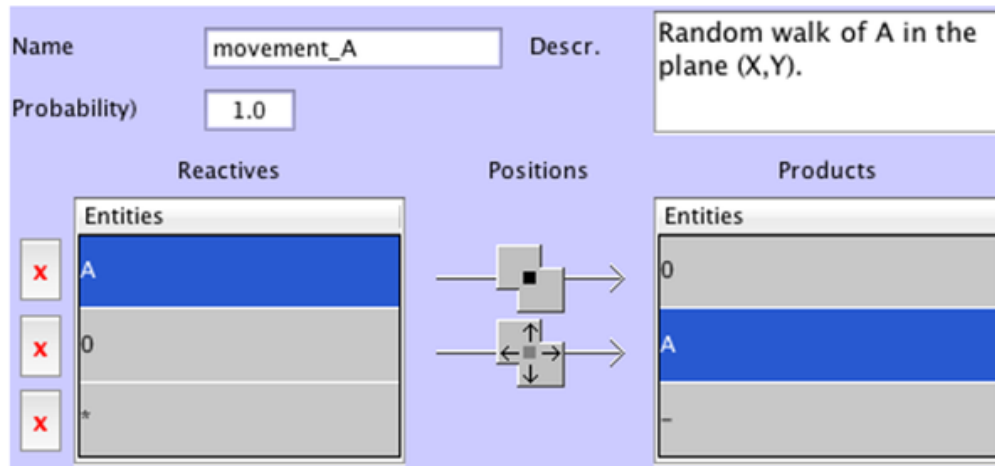 Name movement_A Descr. Random walk of A in the
plane (X,Y).
Probability) 1.0
Reactives Positions Products
Entities Entities
x A 0
x 0 A
x * -